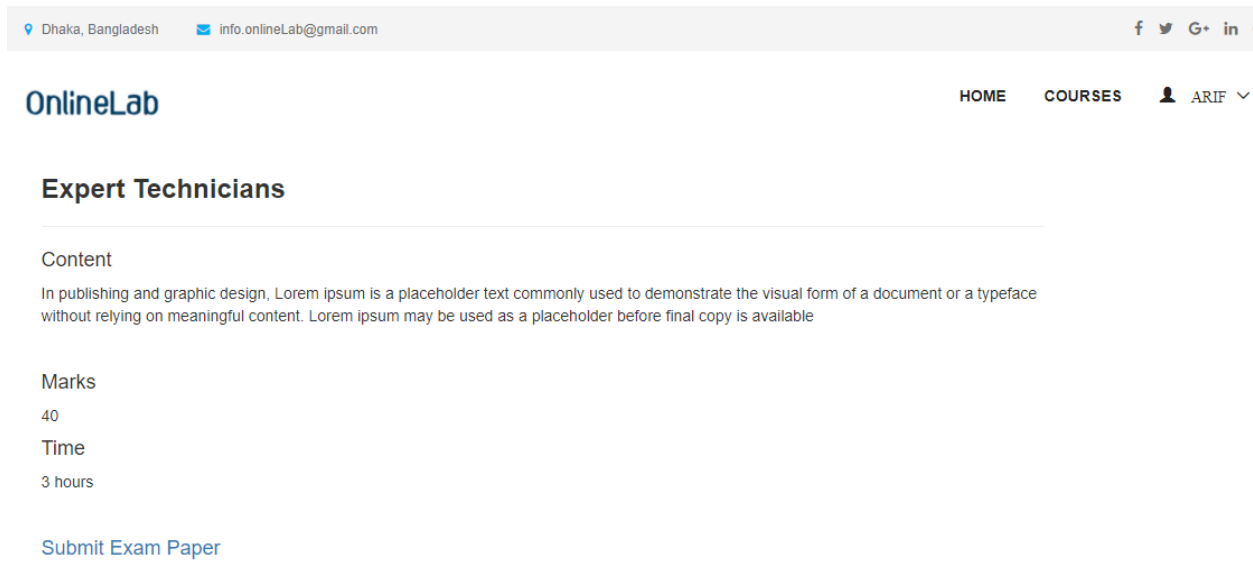 Dhaka, Bangladesh info.onlineLab@gmail.com f G+ in
OnlineLab HOME COURSES ARIF
Expert Technicians
Content
In publishing and graphic design, Lorem ipsum is a placeholder text commonly used to demonstrate the visual form of a document or a typeface
without relying on meaningful content. Lorem ipsum may be used as a placeholder before final copy is available
Marks
40
Time
3 hours
Submit Exam Paper